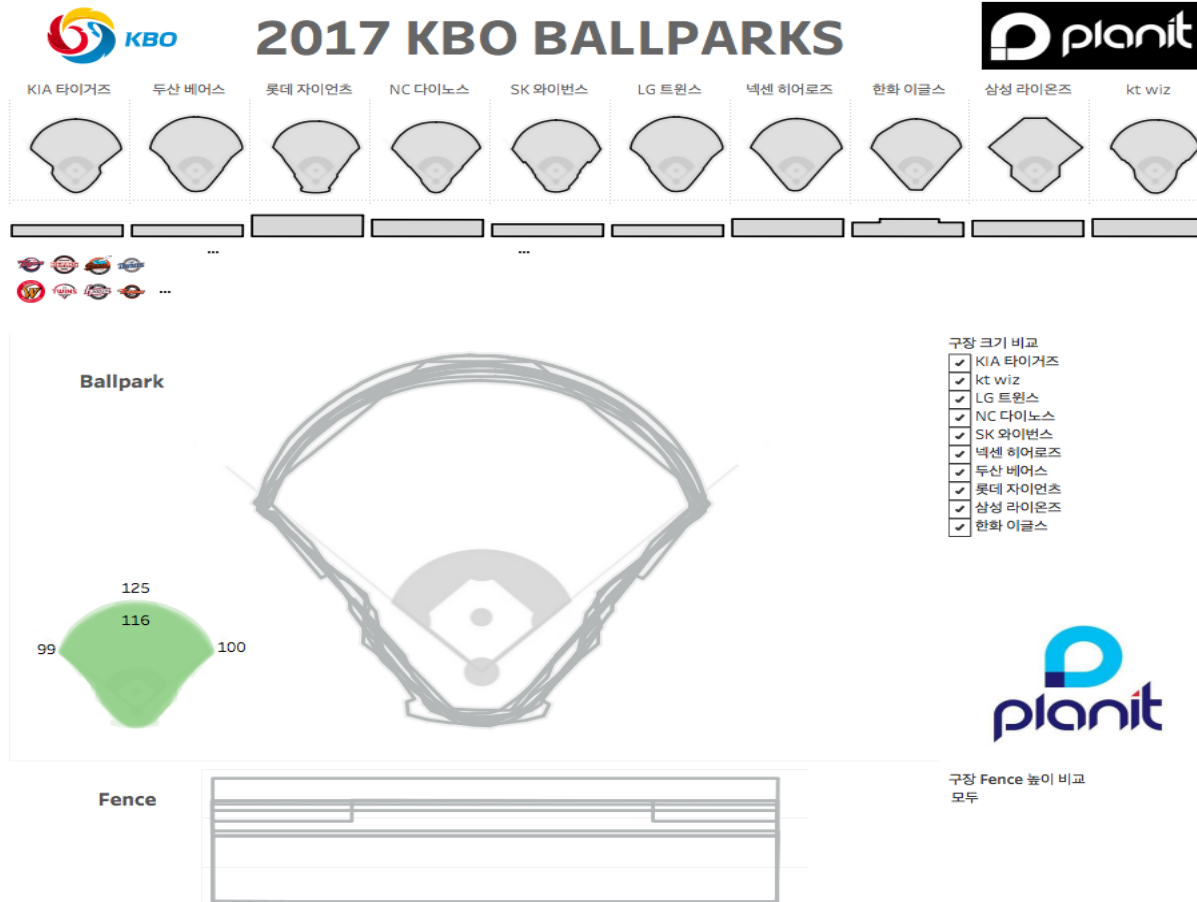 KBO
2017 KBO BALLPARKS
planit
KIA 타이거즈
두산 베어스
롯데 자이언츠
NC 다이노스
SK 와이번스
LG 트윈스
넥센 히어로즈
한화 이글스
삼성 라이온즈
kt wiz
...
...
TWINS
...
Ballpark
구장 크기 비교
KIA 타이거즈
kt wiz
LG 트윈스
NC 다이노스
SK 와이번스
넥센 히어로즈
두산 베어스
롯데 자이언츠
삼성 라이온즈
한화 이글스
125
116
99
100
planit
Fence
구장 Fence 높이 비교
모두